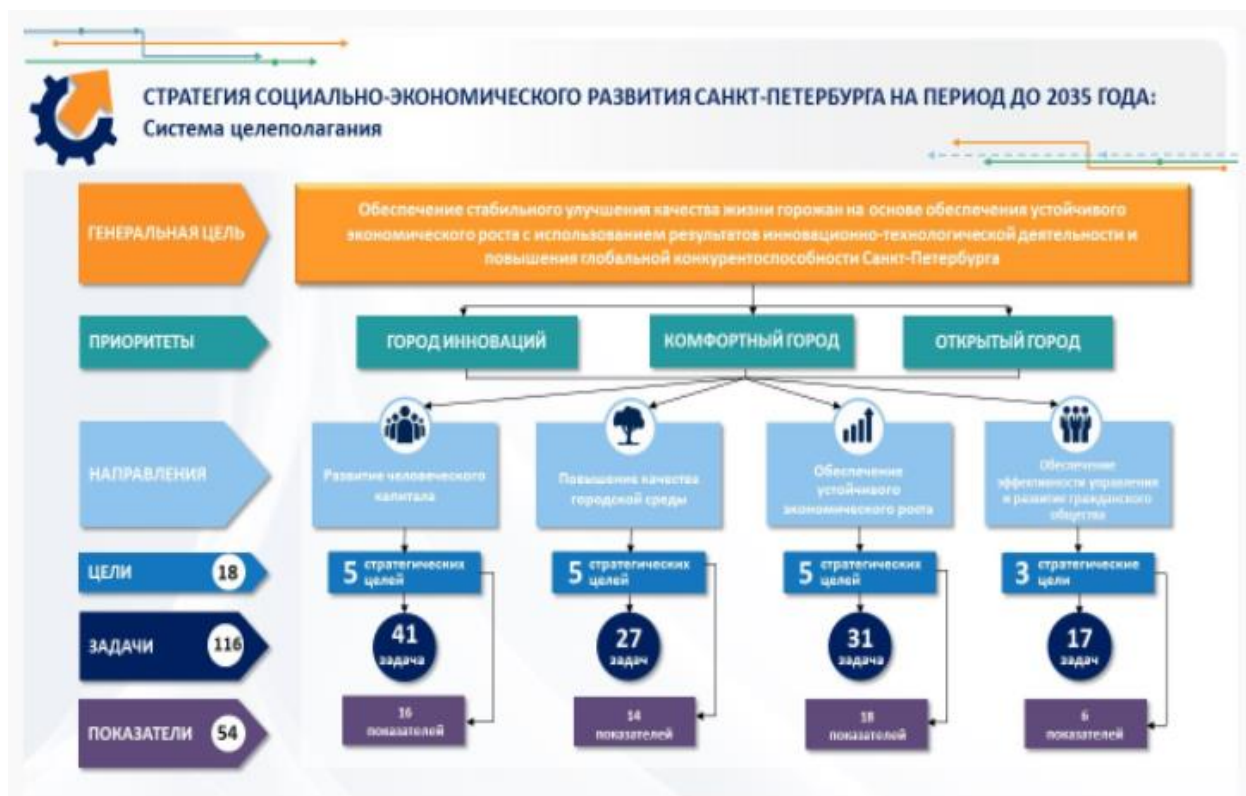 СТРАТЕГИЯ СОЦИАЛЬНО-ЭКОНОМИЧЕСКОГО РАЗВИТИЯ САНКТ-ПЕТЕРБУРГА НА ПЕРИОД ДО 2035 ГОДА:
Система целеполагания
ГЕНЕРАЛЬНАЯ ЦЕЛЬ
Обеспечение стабильного улучшения качества жизни горожан на основе обеспечения устойчивого
экономического роста с использованием результатов инновационно-технологической деятельности и
повышения глобальной конкурентоспособности Санкт-Петербурга
ПРИОРИТЕТЫ
ГОРОД ИННОВАЦИЙ
КОМФОРТНЫЙ ГОРОД
ОТКРЫТЫЙ ГОРОД
НАПРАВЛЕНИЯ
Развитие человеческого
капитала
Повышение качества
городской среды
Обеспечение
устойчивого
экономического роста
Обеспечение
эффективности управления
и развитие гражданского
общества
ЦЕЛИ 18
5 стратегических
целей
5 стратегических
целей
5 стратегических
целей
3 стратегические
цели
ЗАДАЧИ 116
41
задача
27
задач
31
задача
17
задач
ПОКАЗАТЕЛИ 54
16
показателей
14
показателей
18
показателей
6
показателей